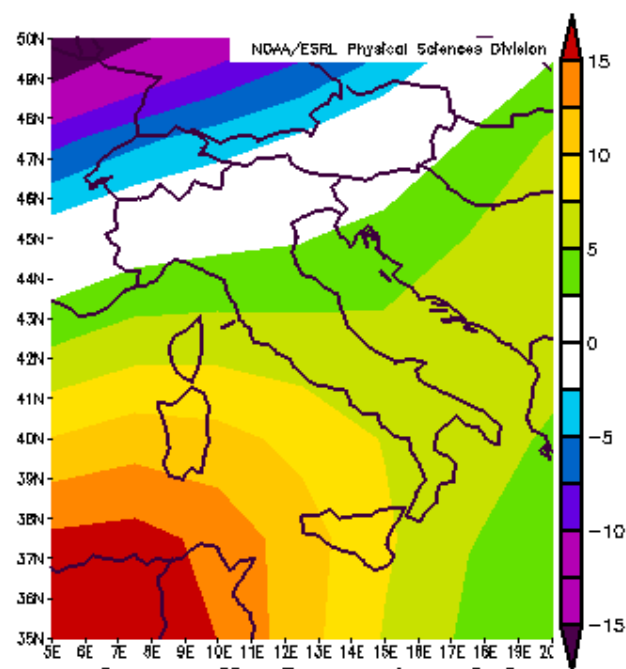 NOAA/ESRL Physical Sciences Division
50N
49N
48N
47N
46N
45N
44N
43N
42N
41N
40N
39N
38N
37N
36N
35N
5E 6E 7E 8E 9E 10E 11E 12E 13E 14E 15E 16E 17E 18E 19E 20
15
10
5
0
-5
-10
-15